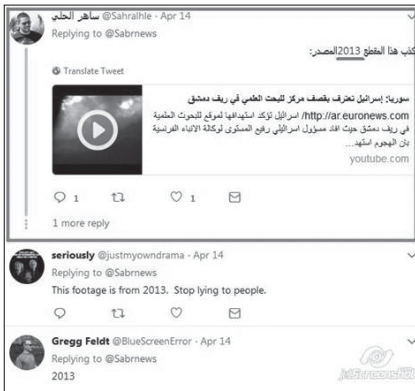 ساهر الحلي @Sahralhle · Apr 14
Replying to @Sabrnews
كذب هذا المقطع 2013المصدر:
Translate Tweet
سوريا: إسرائيل تعترف بقصف مركز للبحث العلمي في ريف دمشق
http://ar.euronews.com/ اسرائيل تؤكد استهدافها لموقع للبحوث العلمية
في ريف دمشق حيث افاد مسؤول اسرائيلي رفيع المستوى لوكالة الانباء الفرنسية
بان الهجوم استهد...
youtube.com
1 1
1 more reply
seriously @justmyowndrama · Apr 14
Replying to @Sabrnews
This footage is from 2013. Stop lying to people.
Gregg Feldt @BlueScreenError · Apr 14
Replying to @Sabrnews
2013